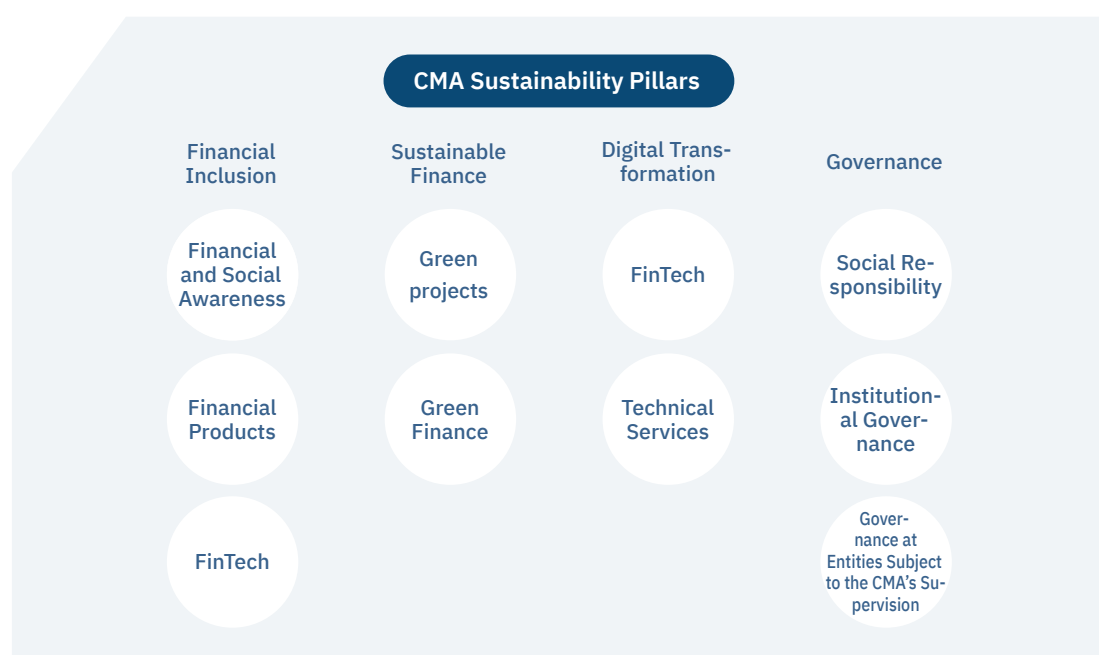 CMA Sustainability Pillars
Financial
Inclusion
Sustainable
Finance
Digital Trans-
formation
Governance
Financial
and Social
Awareness
Green
projects
FinTech
Social Re-
sponsibility
Financial
Products
Green
Finance
Technical
Services
Institution-
al Gover-
nance
FinTech
Gover-
nance at
Entities Subject
to the CMA’s Su-
pervision